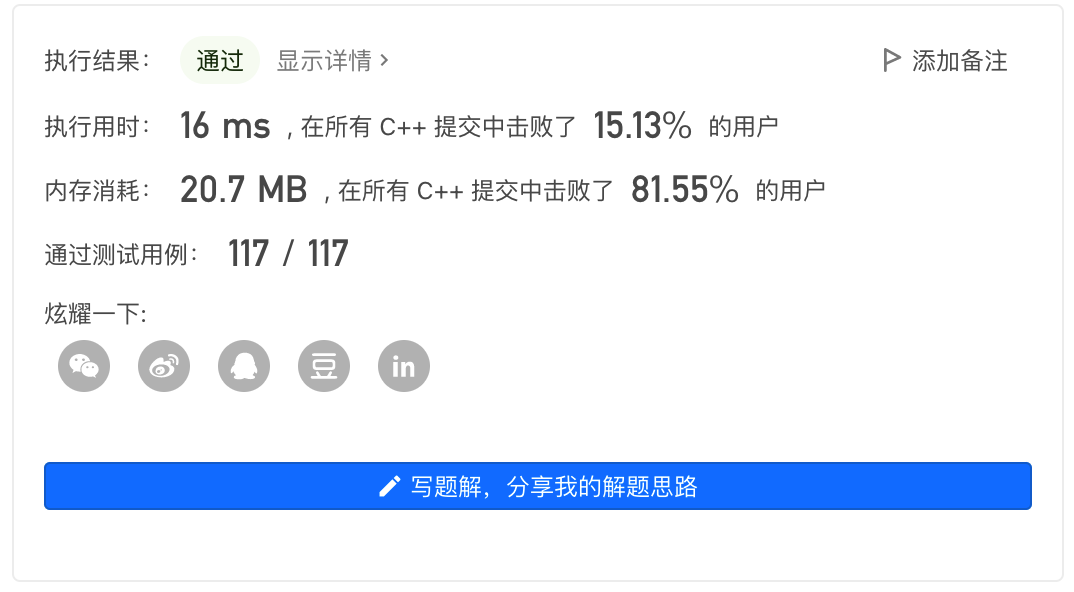 执行结果： 通过 显示详情 › 添加备注
执行用时： 16 ms , 在所有 C++ 提交中击败了 15.13% 的用户
内存消耗： 20.7 MB , 在所有 C++ 提交中击败了 81.55% 的用户
通过测试用例： 117 / 117
炫耀一下:
豆 in
写题解，分享我的解题思路